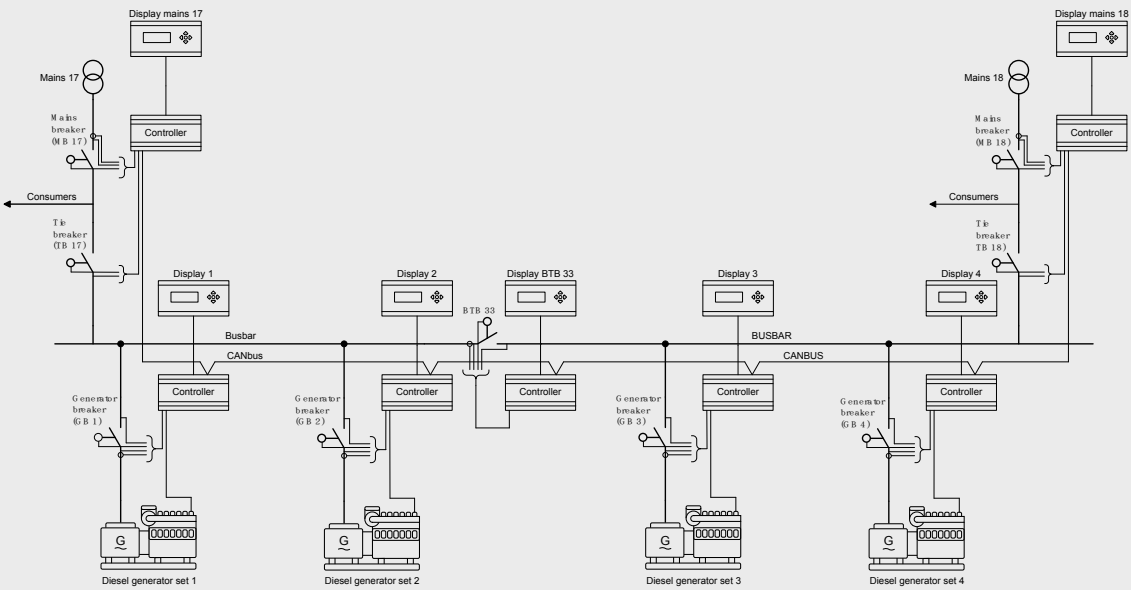 Display mains 17
Display mains 18
Mains 17
Mains 18
Mains
breaker
(MB 17)
Controller
Mains
breaker
(MB 18)
Controller
Consumers
Consumers
Tie
breaker
(TB 17)
Tie
breaker
TB 18)
Display 1
Display 2
Display BTB 33
Display 3
Display 4
BTB 33
Busbar
BUSBAR
CANbus
CANBUS
Controller
Controller
Controller
Controller
Controller
Generator
breaker
(GB 1)
Generator
breaker
(GB 2)
Generator
breaker
(GB 3)
Generator
breaker
(GB 4)
G
G
G
G
Diesel generator set 1
Diesel generator set 2
Diesel generator set 3
Diesel generator set 4